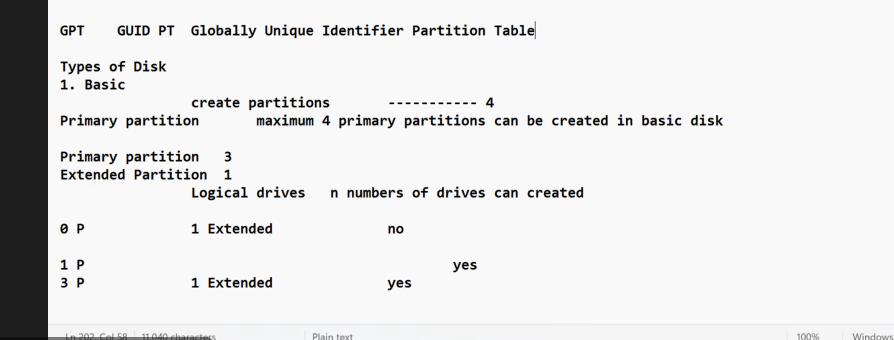 GPT GUID PT Globally Unique Identifier Partition Table
Types of Disk
1. Basic
create partitions ----------- 4
Primary partition maximum 4 primary partitions can be created in basic disk
Primary partition 3
Extended Partition 1
Logical drives n numbers of drives can created
0 P 1 Extended no
1 P yes
3 P 1 Extended yes
Ln 202, Col 58 11,040 characters Plain text 100% Windows